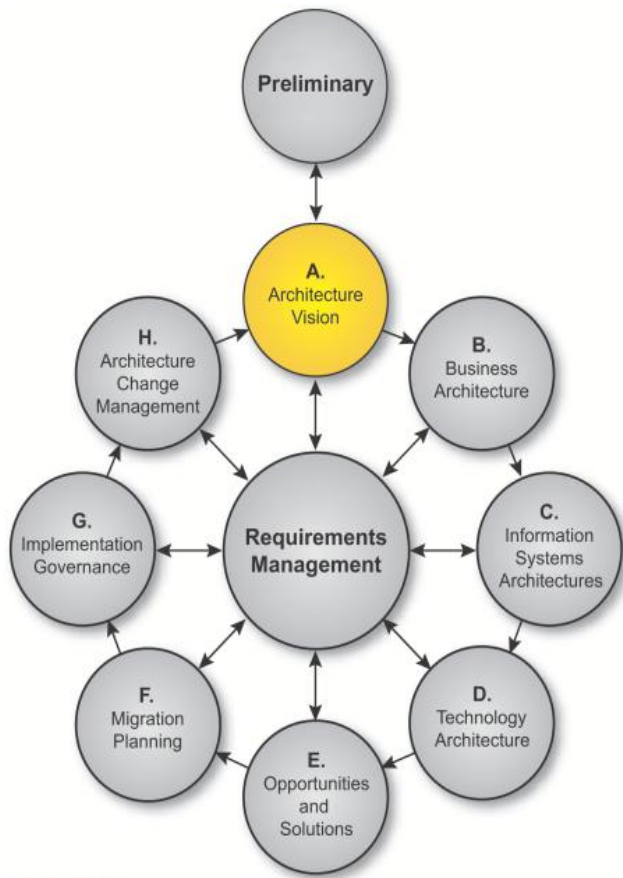 Preliminary
A.
Architecture
Vision
B.
Business
Architecture
C.
Information
Systems
Architectures
D.
Technology
Architecture
E.
Opportunities
and
Solutions
F.
Migration
Planning
G.
Implementation
Governance
H.
Architecture
Change
Management
Requirements
Management